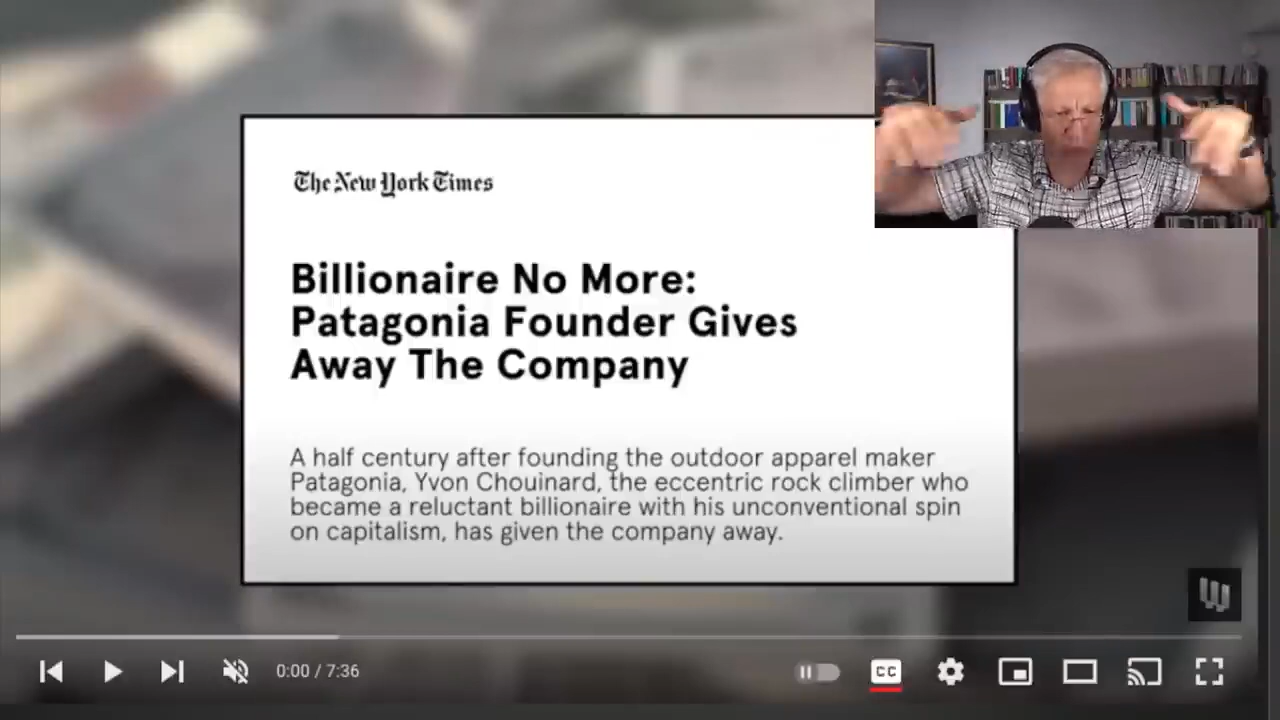 The New York Times
Billionaire No More:
Patagonia Founder Gives
Away The Company
A half century after founding the outdoor apparel maker
Patagonia, Yvon Chouinard, the eccentric rock climber who
became a reluctant billionaire with his unconventional spin
on capitalism, has given the company away.
0:00 / 7:36
CC